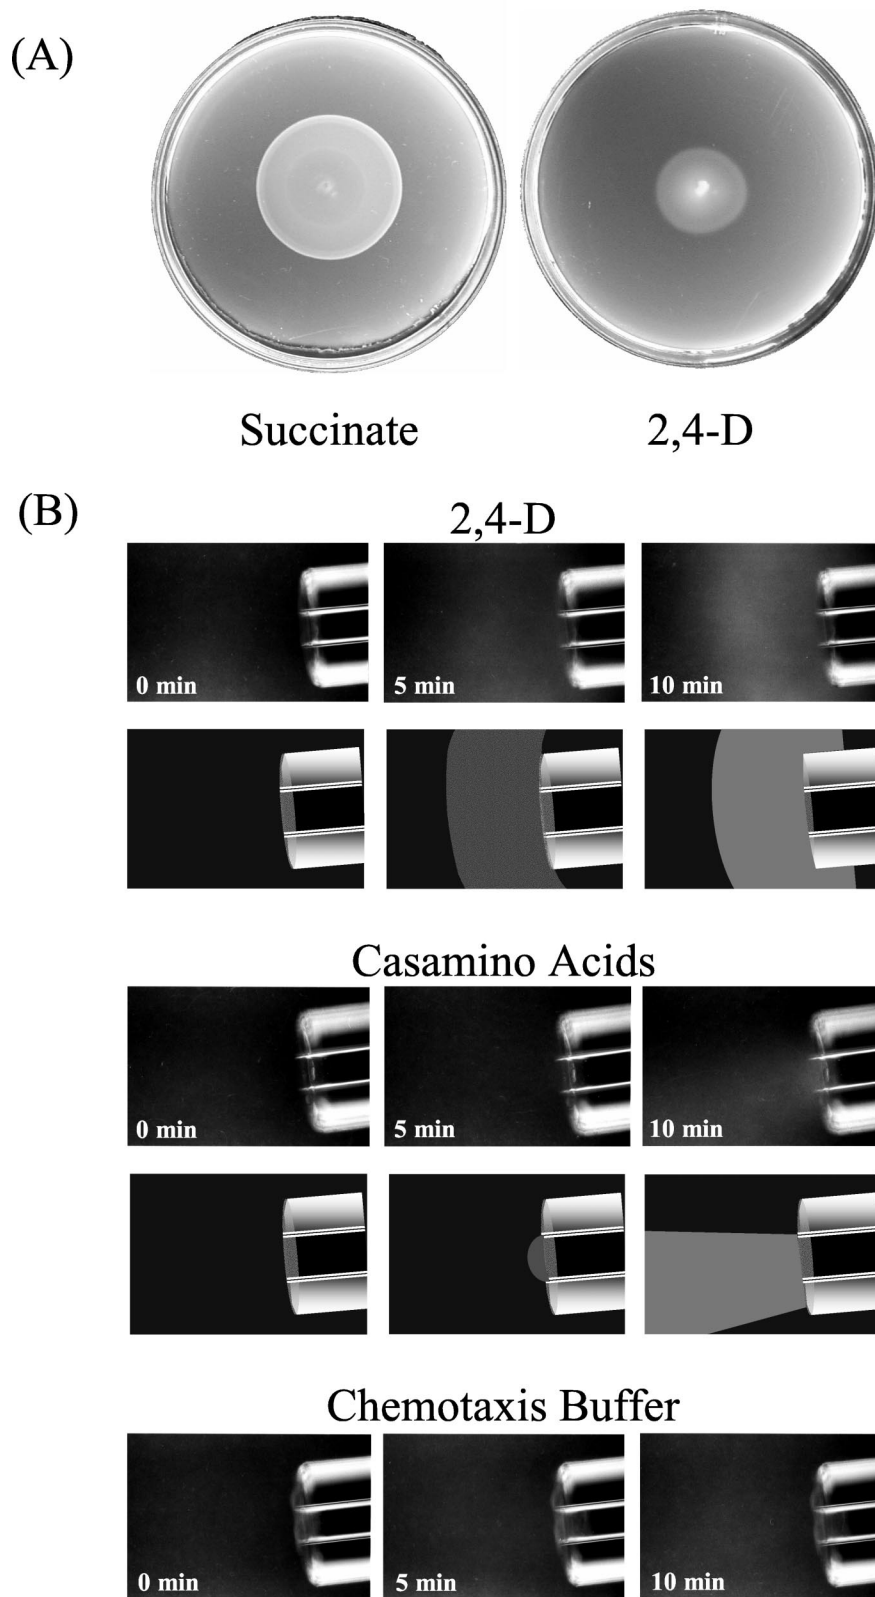 (A)
Succinate 2,4-D
(B)
2,4-D
0 min 5 min 10 min
Casamino Acids
0 min 5 min 10 min
Chemotaxis Buffer
0 min 5 min 10 min